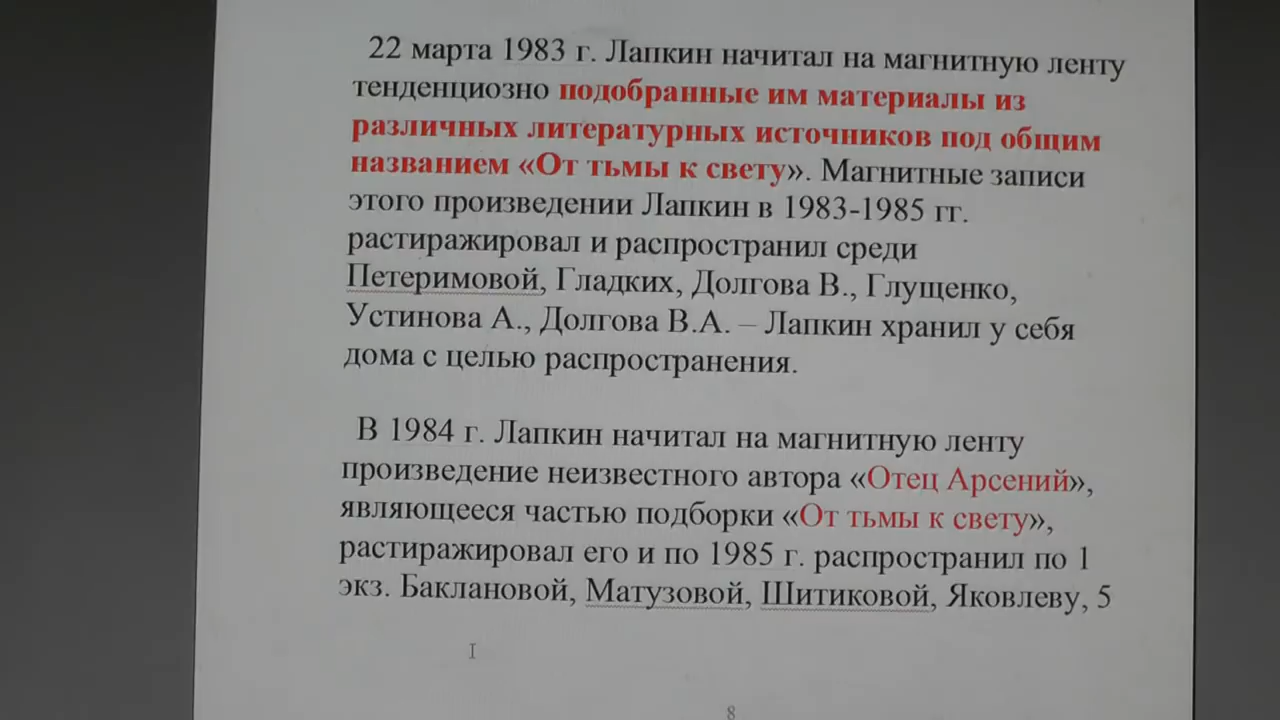 22 марта 1983 г. Лапкин начитал на магнитную ленту
тенденциозно подобранные им материалы из
различных литературных источников под общим
названием «От тьмы к свету». Магнитные записи
этого произведении Лапкин в 1983-1985 гг.
растиражировал и распространил среди
Петеримовой, Гладких, Долгова В., Глущенко,
Устинова А., Долгова В.А. – Лапкин хранил у себя
дома с целью распространения.
В 1984 г. Лапкин начитал на магнитную ленту
произведение неизвестного автора «Отец Арсений»,
являющееся частью подборки «От тьмы к свету»,
растиражировал его и по 1985 г. распространил по 1
экз. Баклановой, Матузовой, Шитиковой, Яковлеву, 5
8